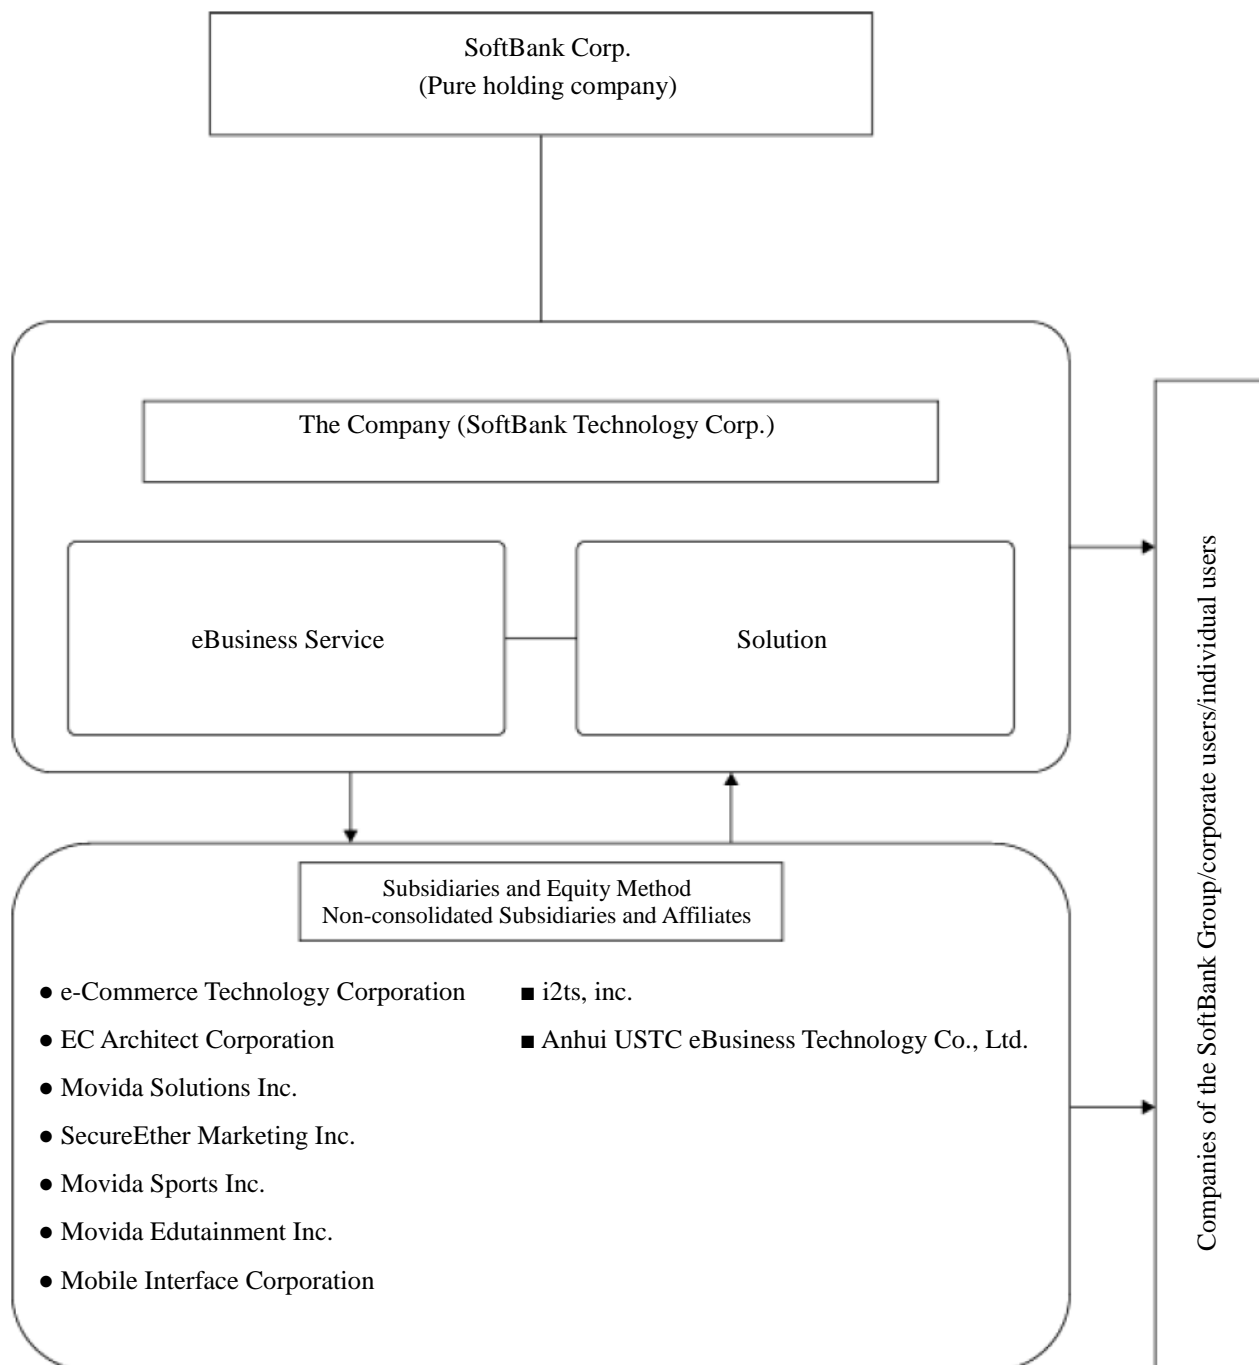 SoftBank Corp.
(Pure holding company)
The Company (SoftBank Technology Corp.)
eBusiness Service
Solution
Companies of the SoftBank Group/corporate users/individual users
Subsidiaries and Equity Method
Non-consolidated Subsidiaries and Affiliates
● e-Commerce Technology Corporation
● EC Architect Corporation
● Movida Solutions Inc.
● SecureEther Marketing Inc.
● Movida Sports Inc.
● Movida Edutainment Inc.
● Mobile Interface Corporation
■ i2ts, inc.
■ Anhui USTC eBusiness Technology Co., Ltd.